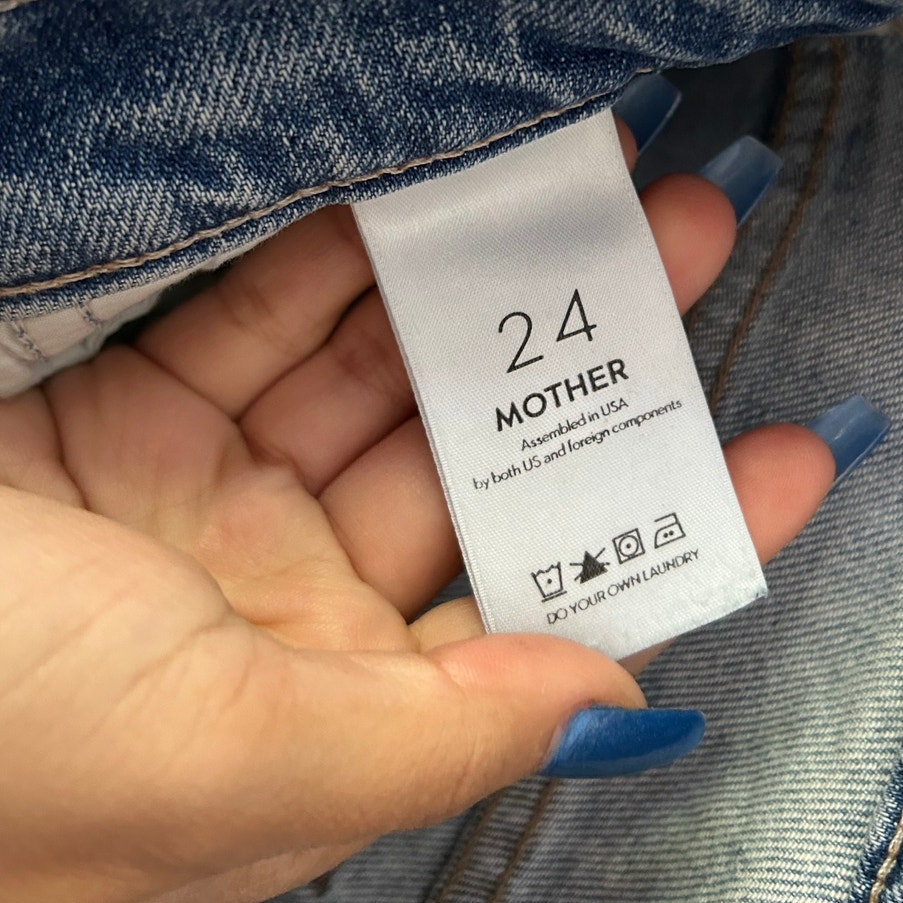 24
MOTHER
Assembled in USA
by both US and foreign components
DO YOUR OWN LAUNDRY